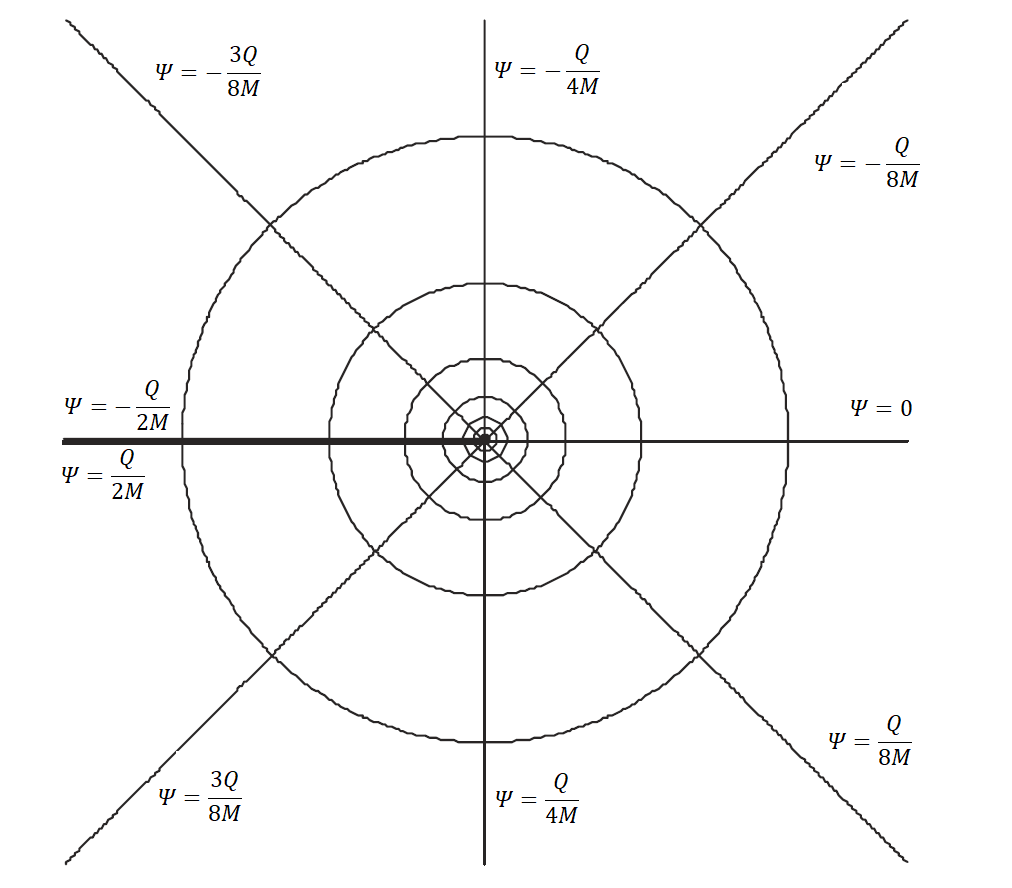 Ψ = −3Q/8M
Ψ = −Q/4M
Ψ = −Q/8M
Ψ = −Q/2M
Ψ = 0
Ψ = Q/2M
Ψ = Q/8M
Ψ = 3Q/8M
Ψ = Q/4M